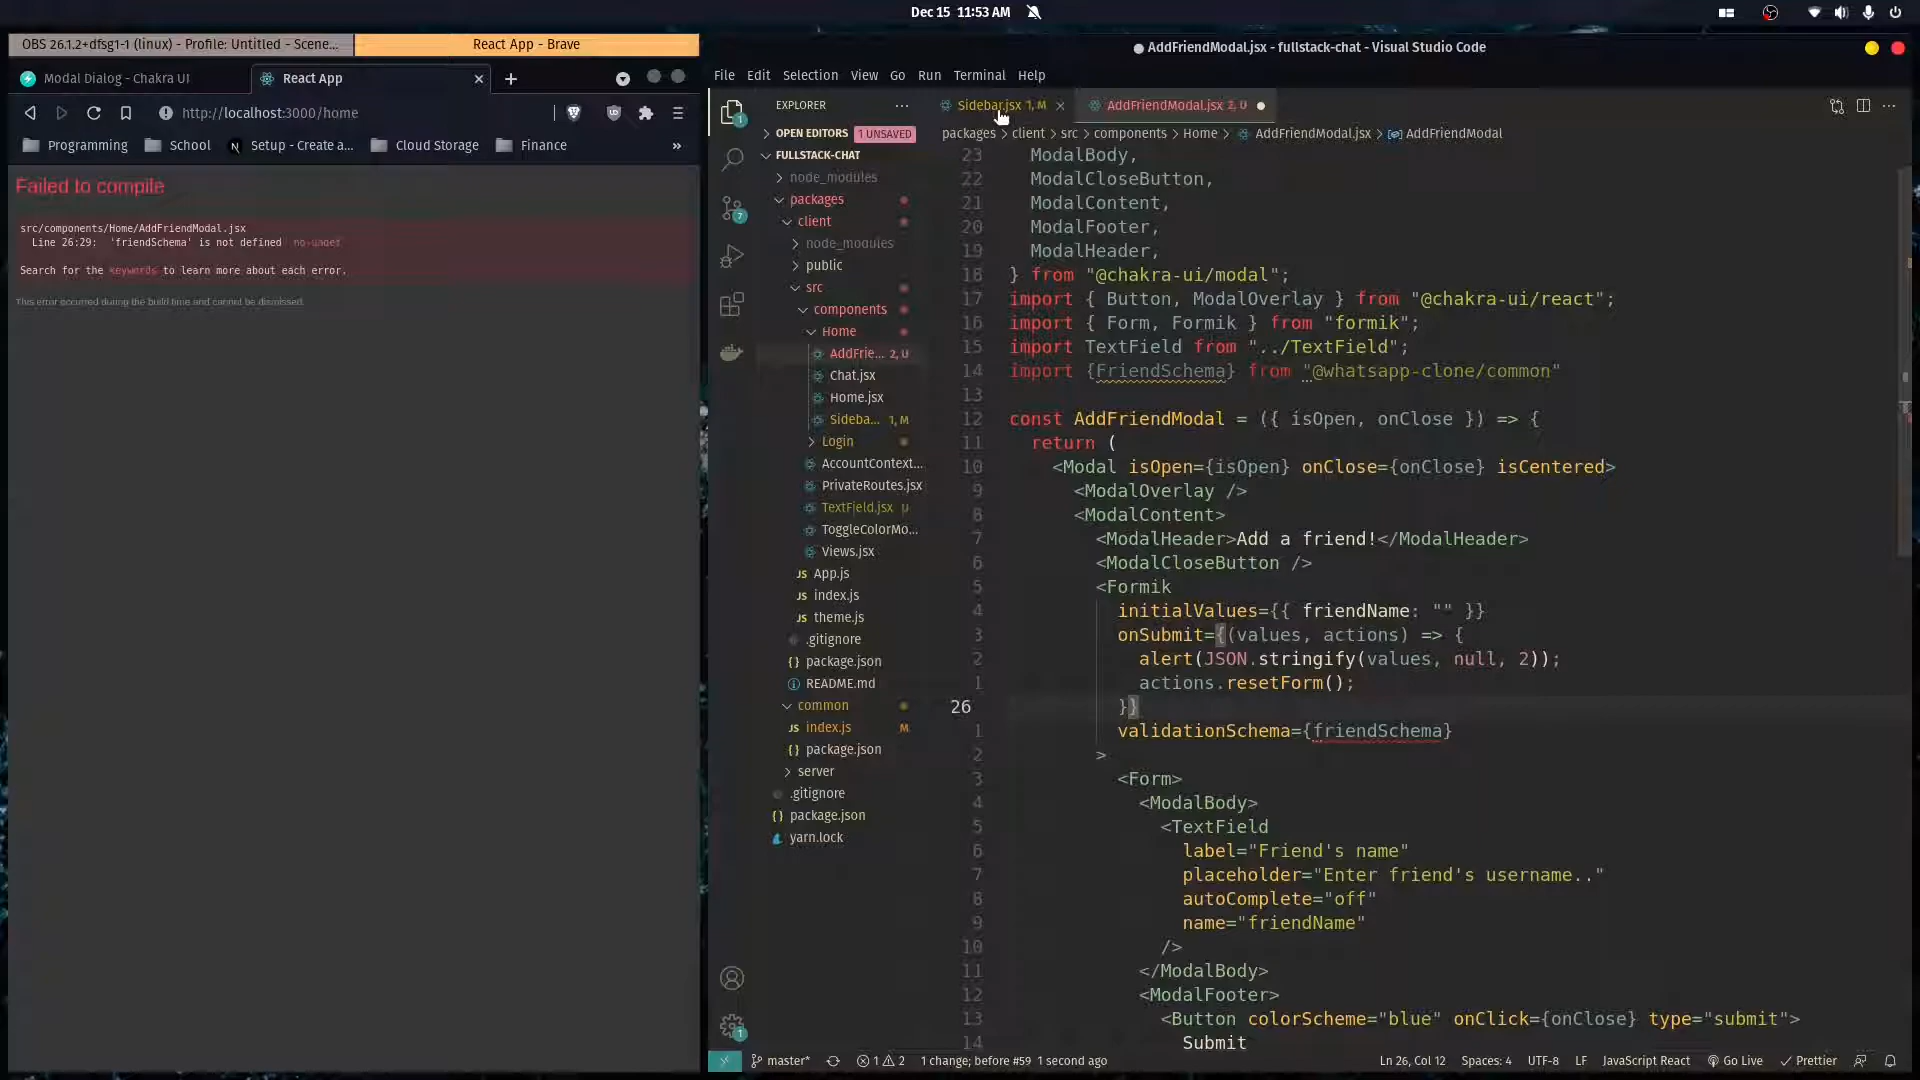 Dec 15 11:53 AM
OBS 26.1.2+dfsg1-1 (linux) - Profile: Untitled - Scene...
React App - Brave
Modal Dialog - Chakra UI
React App
http://localhost:3000/home
Programming
School
Setup - Create a...
Cloud Storage
Finance
»
Failed to compile
src/components/Home/AddFriendModal.jsx
Line 26:29: 'friendSchema' is not defined no-undef
Search for the keywords to learn more about each error.
This error occurred during the build time and cannot be dismissed.
AddFriendModal.jsx - fullstack-chat - Visual Studio Code
File Edit Selection View Go Run Terminal Help
1
7
1
EXPLORER
OPEN EDITORS 1 UNSAVED
FULLSTACK-CHAT
node_modules
packages
client
node_modules
public
src
components
Home
AddFrie... 2, U
Chat.jsx
Home.jsx
Sideba... 1, M
Login
AccountContext...
PrivateRoutes.jsx
TextField.jsx U
ToggleColorMo...
Views.jsx
JS App.js
JS index.js
JS theme.js
.gitignore
{} package.json
README.md
common
index.js M
{} package.json
server
.gitignore
{} package.json
yarn.lock
Sidebar.jsx 1, M
AddFriendModal.jsx 2, U
packages > client > src > components > Home > AddFriendModal.jsx > AddFriendModal
23 ModalBody,
22 ModalCloseButton,
21 ModalContent,
20 ModalFooter,
19 ModalHeader,
18 } from "@chakra-ui/modal";
17 import { Button, ModalOverlay } from "@chakra-ui/react";
16 import { Form, Formik } from "formik";
15 import TextField from "../TextField";
14 import {FriendSchema} from "@whatsapp-clone/common"
13
12 const AddFriendModal = ({ isOpen, onClose }) => {
11 return (
10 <Modal isOpen={isOpen} onClose={onClose} isCentered>
9 <ModalOverlay />
8 <ModalContent>
7 <ModalHeader>Add a friend!</ModalHeader>
6 <ModalCloseButton />
5 <Formik
4 initialValues={{ friendName: "" }}
3 onSubmit={(values, actions) => {
2 alert(JSON.stringify(values, null, 2));
1 actions.resetForm();
26 }}
1 validationSchema={friendSchema}
2 >
3 <Form>
4 <ModalBody>
5 <TextField
6 label="Friend's name"
7 placeholder="Enter friend's username.."
8 autoComplete="off"
9 name="friendName"
10 />
11 </ModalBody>
12 <ModalFooter>
13 <Button colorScheme="blue" onClick={onClose} type="submit">
14 Submit
master* 1 2 1 change; before #59 1 second ago
Ln 26, Col 12 Spaces: 4 UTF-8 LF JavaScript React Go Live Prettier